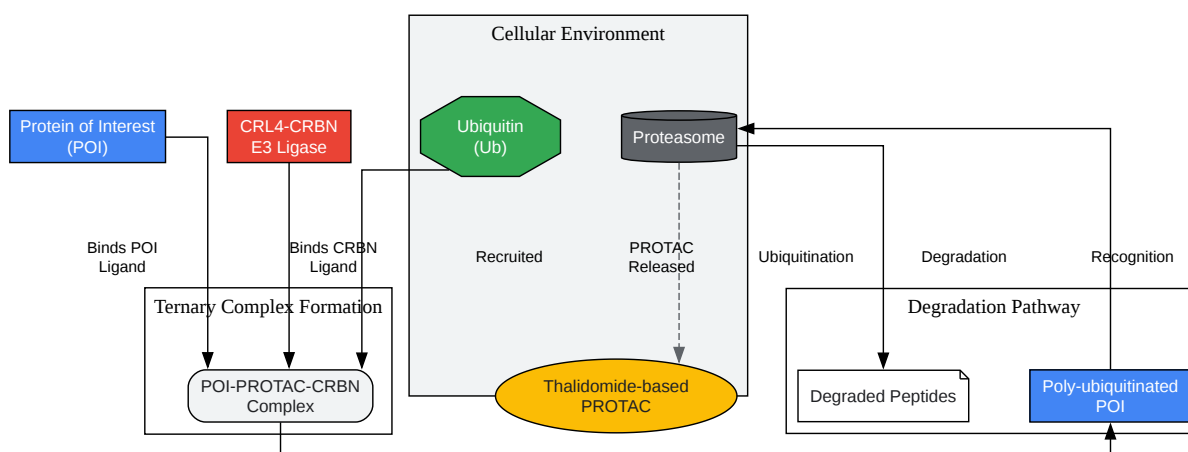 Cellular Environment
Protein of Interest
(POI)
CRL4-CRBN
E3 Ligase
Ubiquitin
(Ub)
Proteasome
Binds POI
Ligand
Binds CRBN
Ligand
Recruited
PROTAC
Released
Ubiquitination
Degradation
Recognition
Ternary Complex Formation
Degradation Pathway
POI-PROTAC-CRBN
Complex
Thalidomide-based
PROTAC
Degraded Peptides
Poly-ubiquitinated
POI